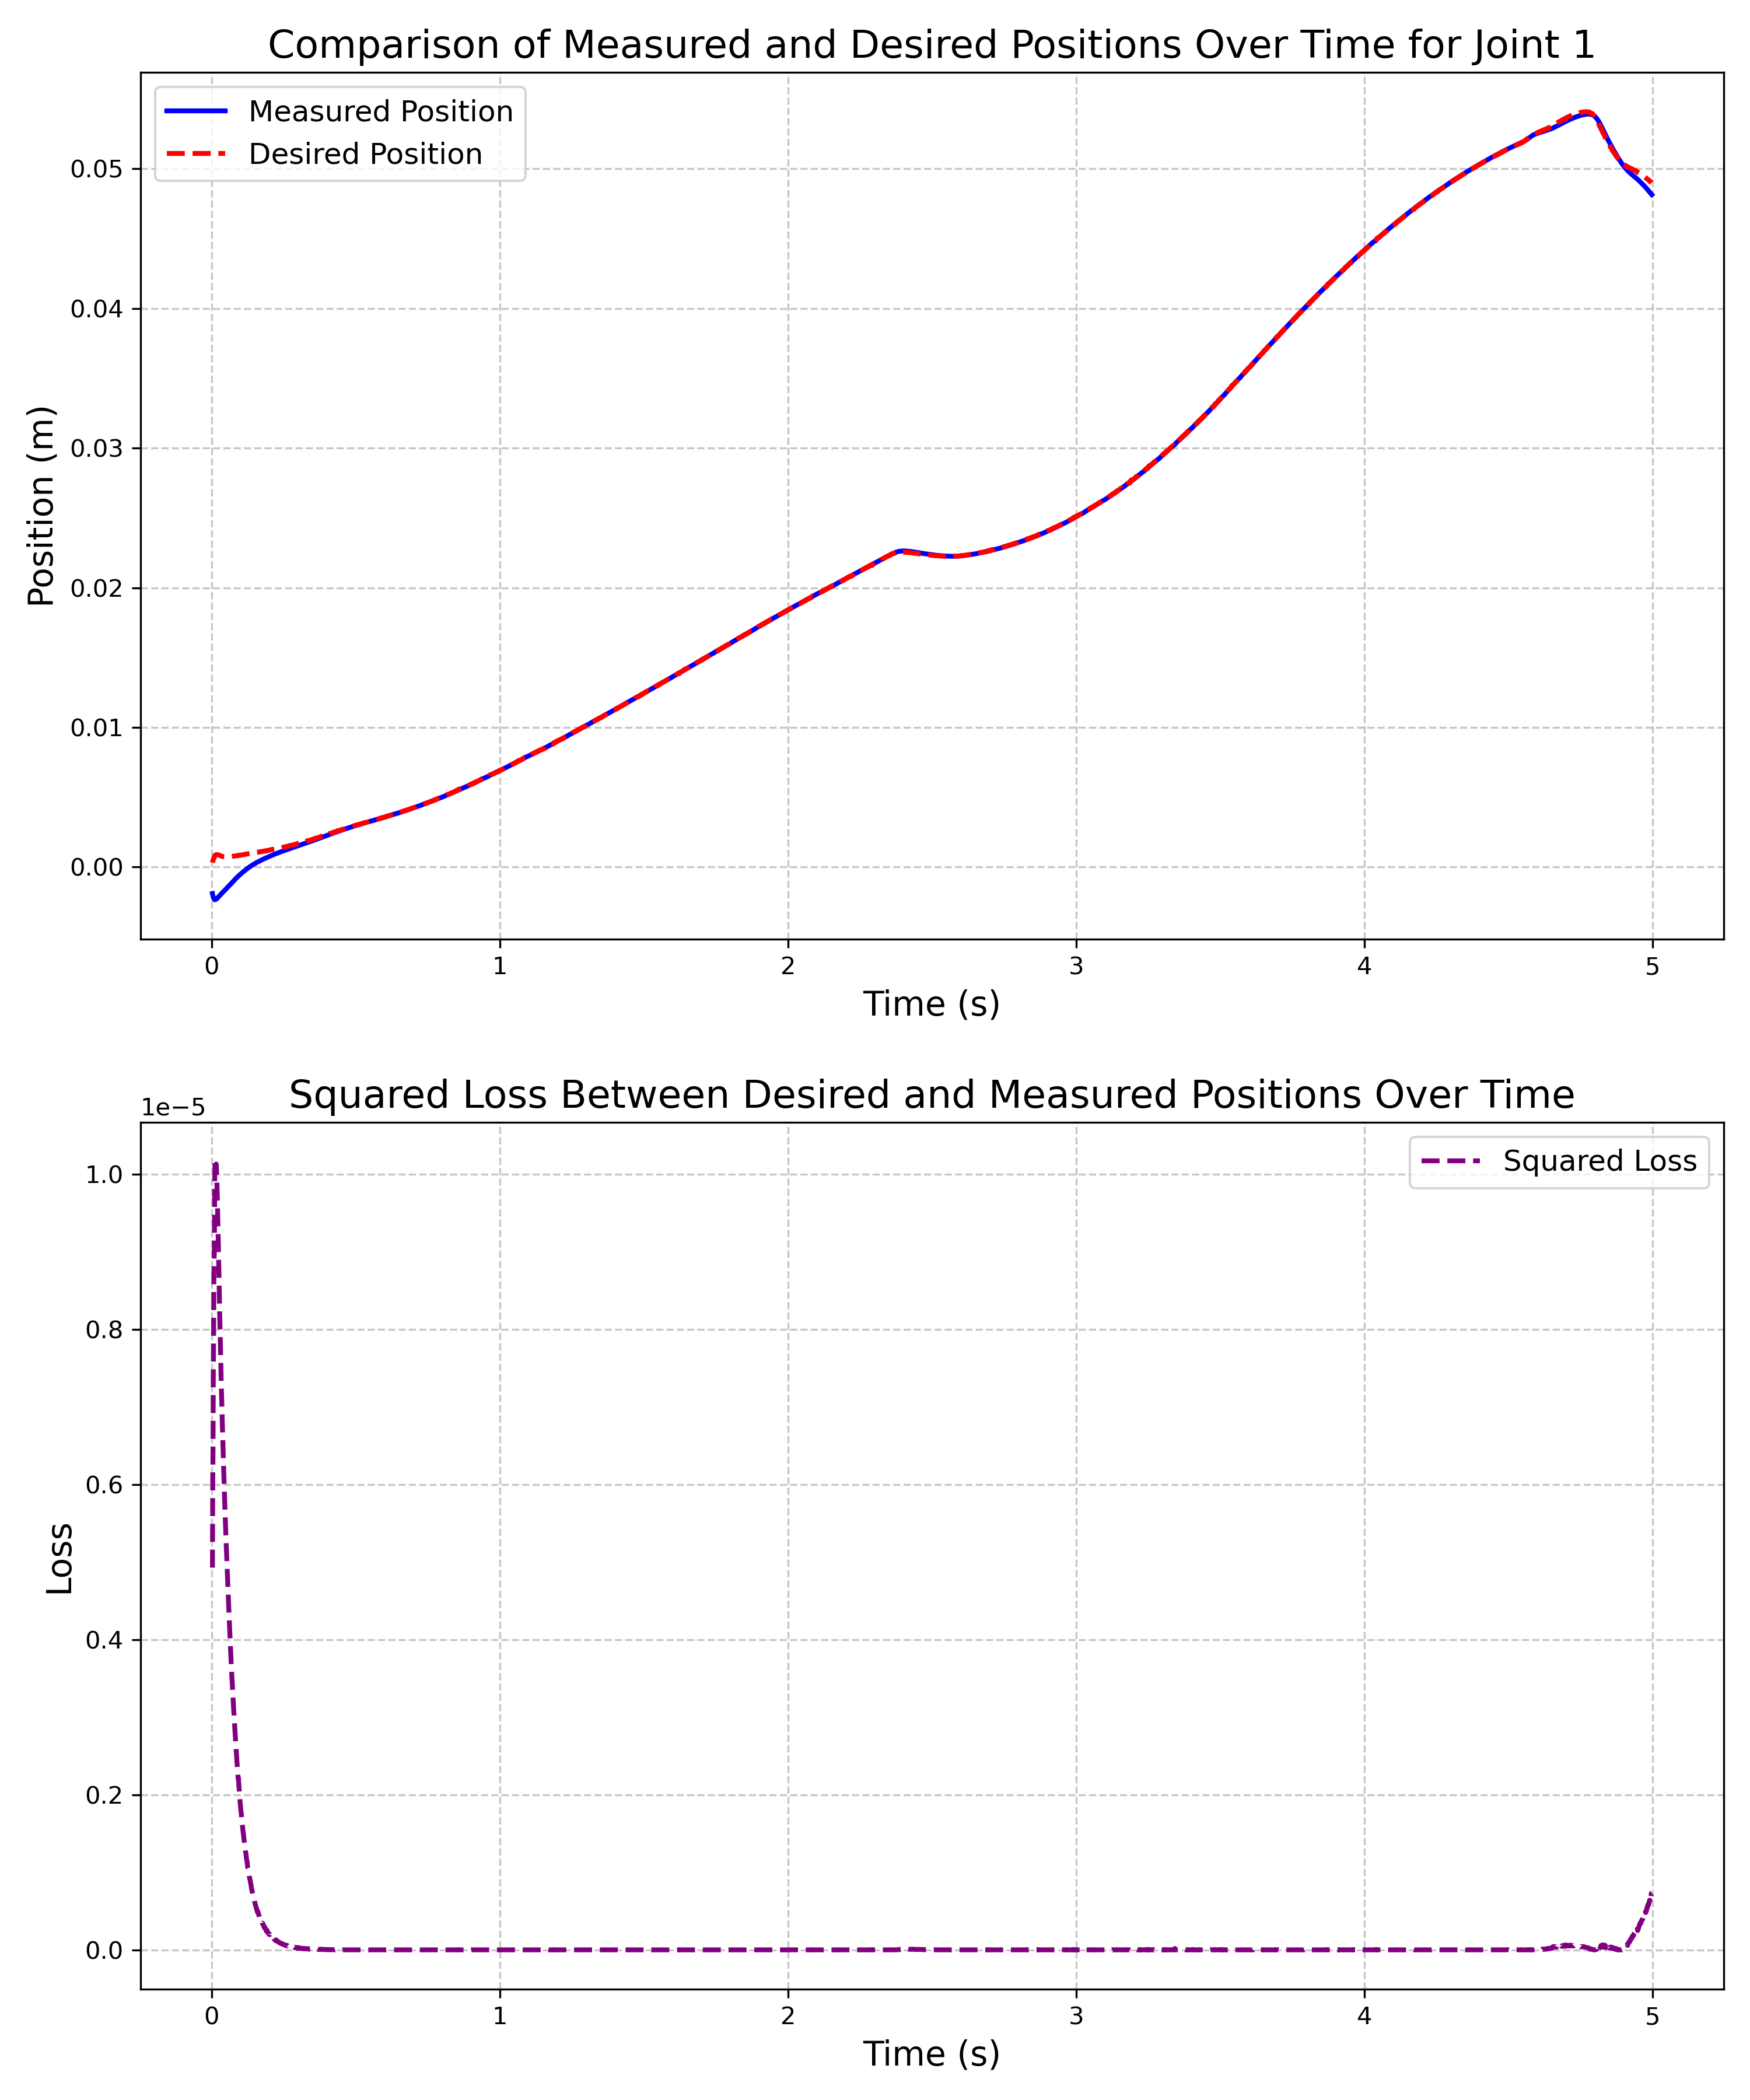 Comparison of Measured and Desired Positions Over Time for Joint 1
Measured Position
Desired Position
Position (m)
0.05
0.04
0.03
0.02
0.01
0.00
0 1 2 3 4 5
Time (s)
Squared Loss Between Desired and Measured Positions Over Time
1e−5
Squared Loss
Loss
1.0
0.8
0.6
0.4
0.2
0.0
0 1 2 3 4 5
Time (s)